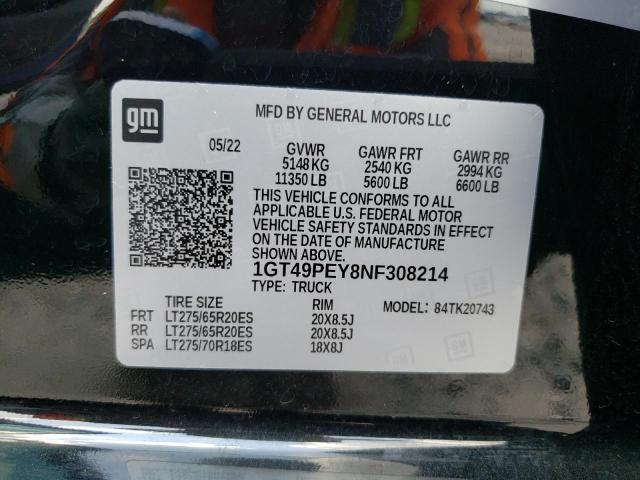 gm
MFD BY GENERAL MOTORS LLC
05/22 GVWR GAWR FRT GAWR RR
5148 KG 2540 KG 2994 KG
11350 LB 5600 LB 6600 LB
THIS VEHICLE CONFORMS TO ALL
APPLICABLE U.S. FEDERAL MOTOR
VEHICLE SAFETY STANDARDS IN EFFECT
ON THE DATE OF MANUFACTURE
SHOWN ABOVE.
1GT49PEY8NF308214
TYPE: TRUCK
TIRE SIZE RIM MODEL: 84TK20743
FRT LT275/65R20ES 20X8.5J
RR LT275/65R20ES 20X8.5J
SPA LT275/70R18ES 18X8J